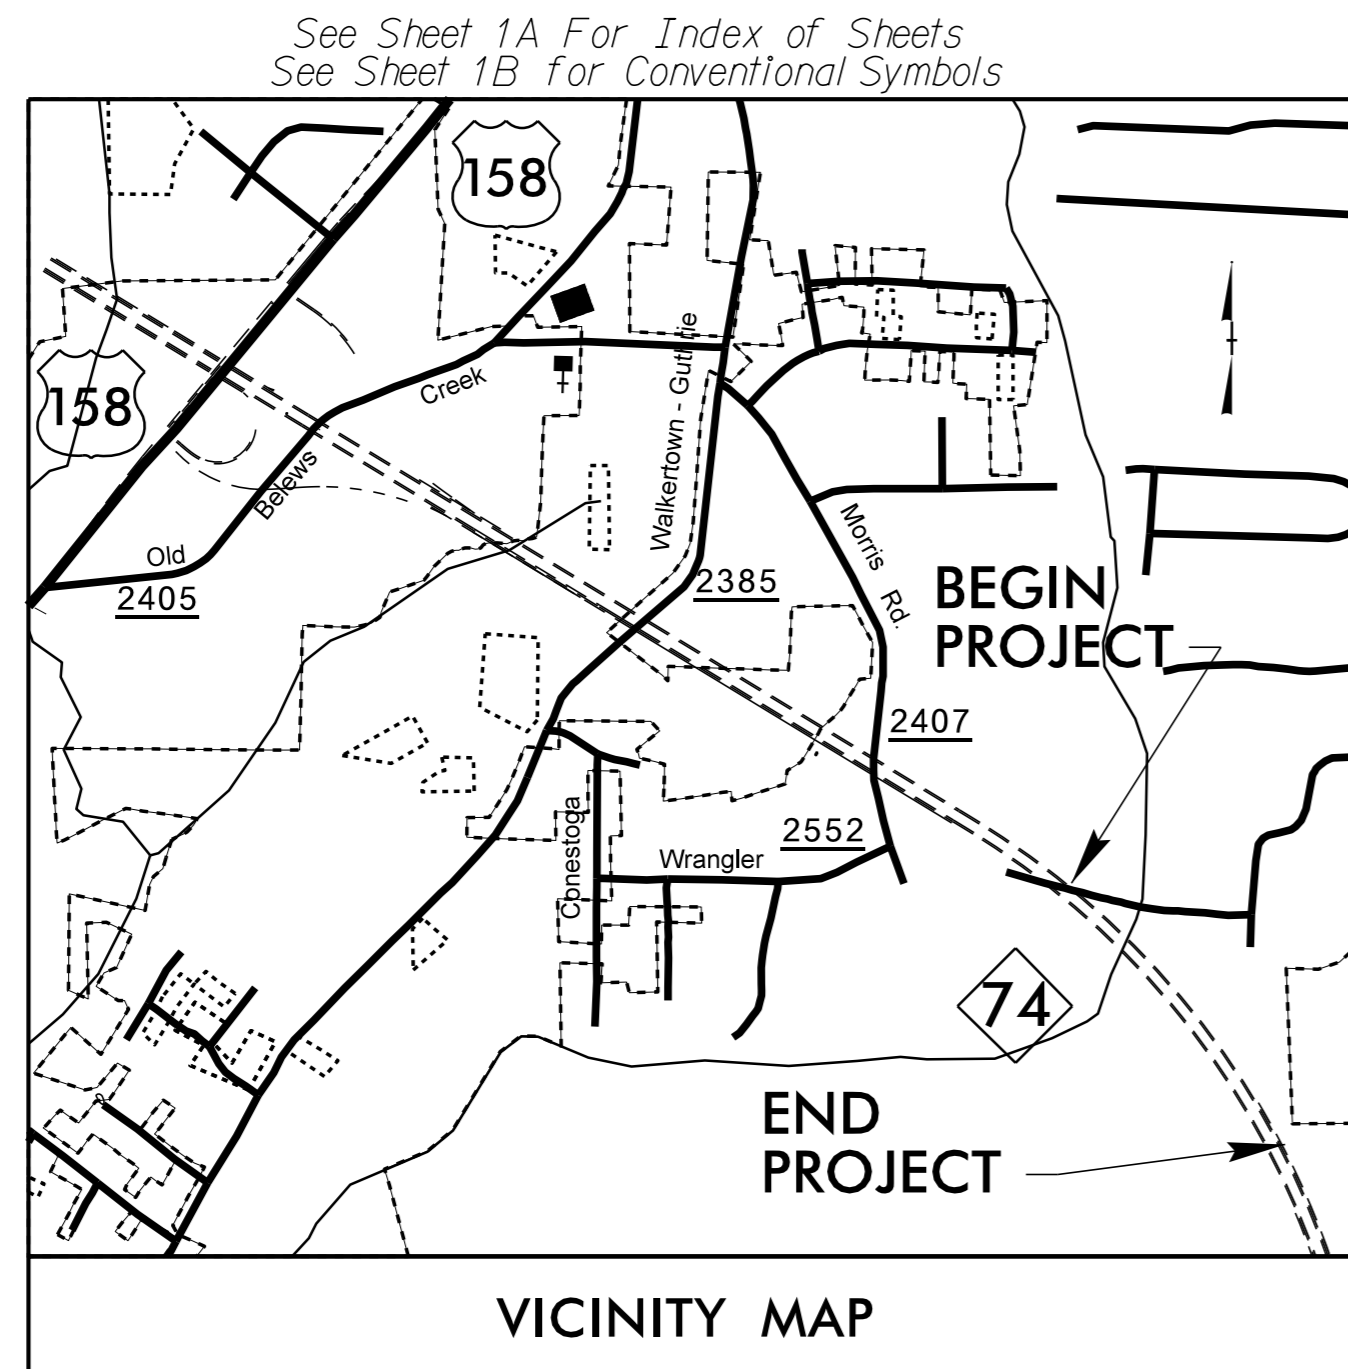 See Sheet 1A For Index of Sheets
See Sheet 1B for Conventional Symbols
158
158
Creek
Belews
Old
2405
Walkertown - Guthrie
2385
Morris Rd.
BEGIN
PROJECT
2407
2552
Wrangler
Conestoga
74
END
PROJECT
VICINITY MAP